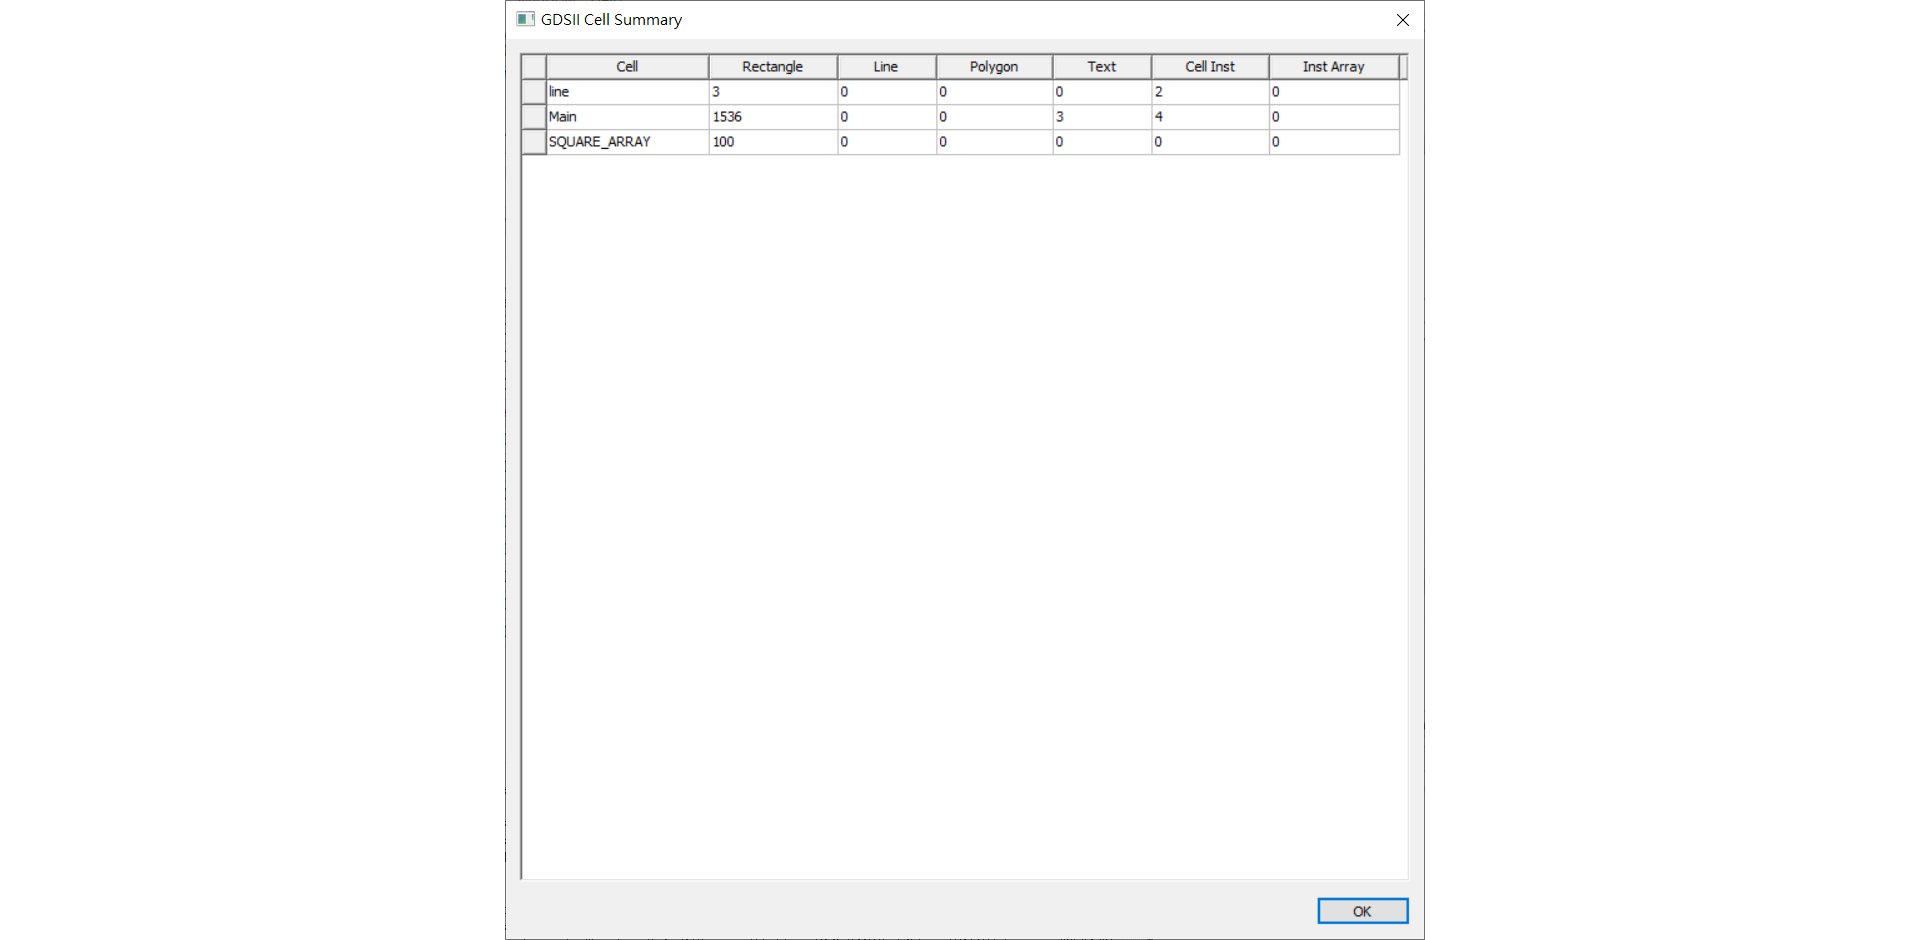 GDSII Cell Summary
Cell Rectangle Line Polygon Text Cell Inst Inst Array
line 3 0 0 0 2 0
Main 1536 0 0 3 4 0
SQUARE_ARRAY 100 0 0 0 0 0
OK